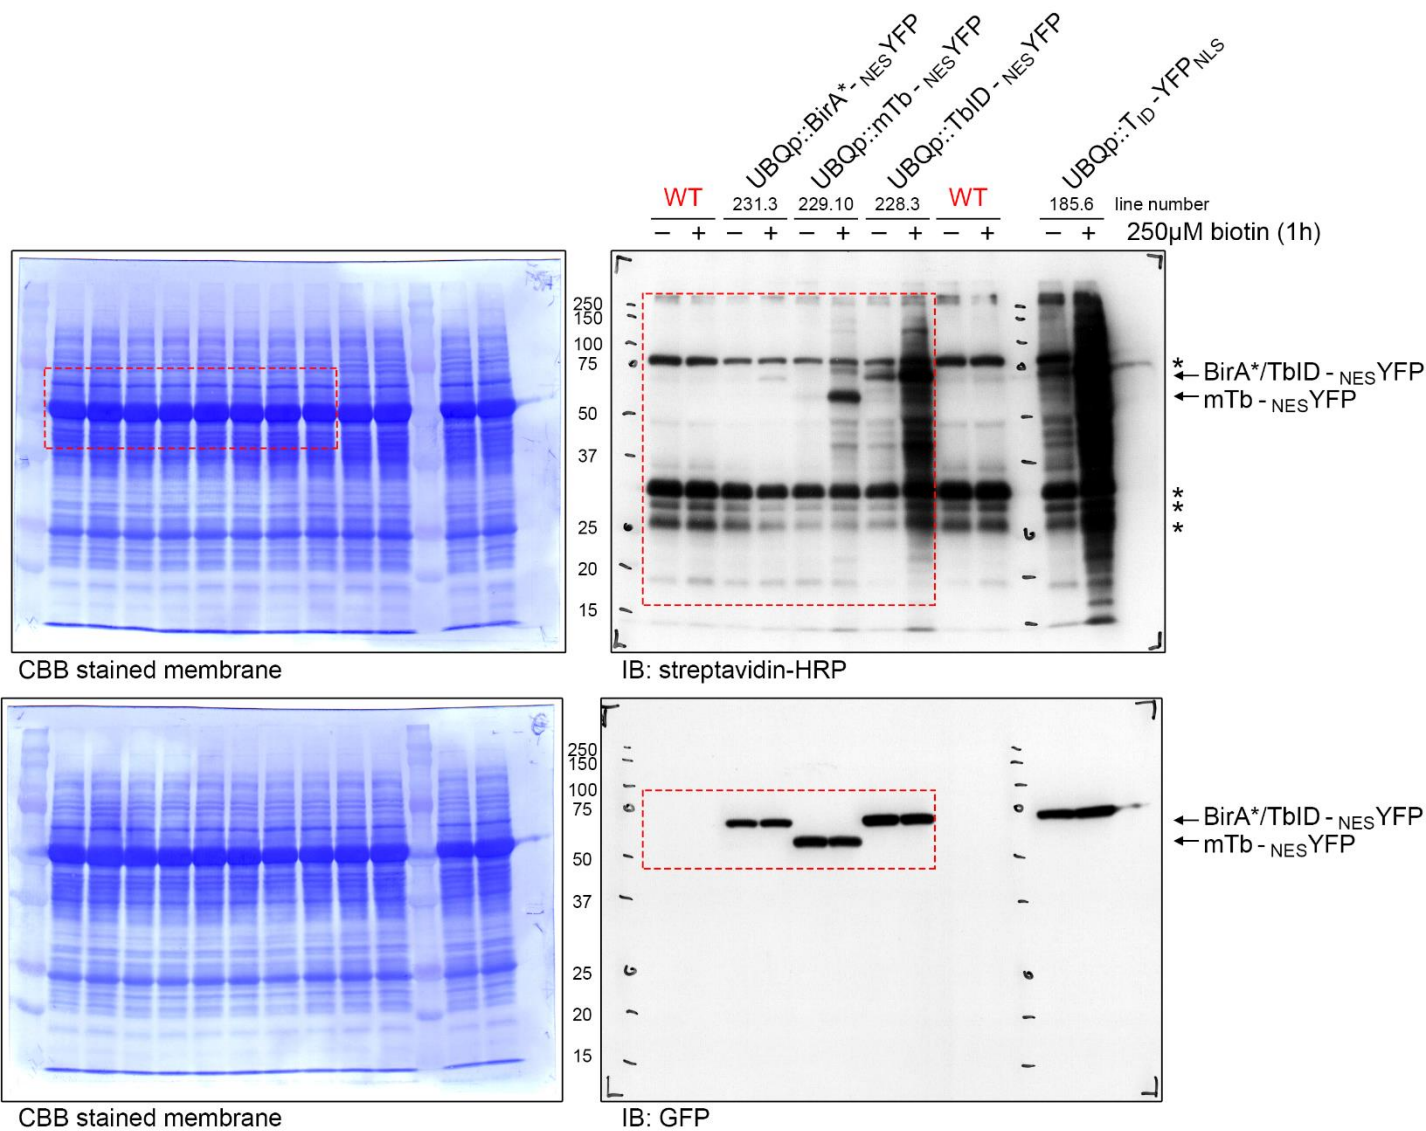 UBQp::BirA*-NESYFP
UBQp::mTb-NESYFP
UBQp::TbID-NESYFP
UBQp::TID-YFPNLS
WT 231.3 229.10 228.3 WT 185.6 line number
− + − + − + − + − + − + 250µM biotin (1h)
250
150
100
75
50
37
25
20
15
*
BirA*/TbID-NESYFP
mTb-NESYFP
*
*
*
CBB stained membrane
IB: streptavidin-HRP
250
150
100
75
50
37
25
20
15
BirA*/TbID-NESYFP
mTb-NESYFP
CBB stained membrane
IB: GFP